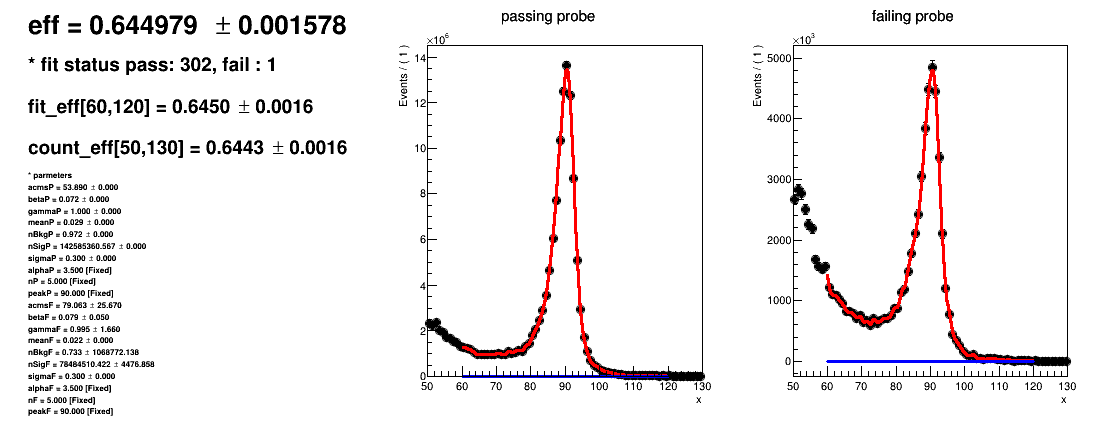 eff = 0.644979 ± 0.001578
* fit status pass: 302, fail : 1
fit_eff[60,120] = 0.6450 ± 0.0016
count_eff[50,130] = 0.6443 ± 0.0016
* parmeters
acmsP = 53.890 ± 0.000
betaP = 0.072 ± 0.000
gammaP = 1.000 ± 0.000
meanP = 0.029 ± 0.000
nBkgP = 0.972 ± 0.000
nSigP = 142585360.567 ± 0.000
sigmaP = 0.300 ± 0.000
alphaP = 3.500 [Fixed]
nP = 5.000 [Fixed]
peakP = 90.000 [Fixed]
acmsF = 79.063 ± 25.670
betaF = 0.079 ± 0.050
gammaF = 0.995 ± 1.660
meanF = 0.022 ± 0.000
nBkgF = 0.733 ± 1068772.138
nSigF = 78484510.422 ± 4476.858
sigmaF = 0.300 ± 0.000
alphaF = 3.500 [Fixed]
nF = 5.000 [Fixed]
peakF = 90.000 [Fixed]
passing probe
×10⁶
Events / ( 1 )
14
12
10
8
6
4
2
0
50 60 70 80 90 100 110 120 130
x
failing probe
×10³
Events / ( 1 )
5000
4000
3000
2000
1000
0
50 60 70 80 90 100 110 120 130
x